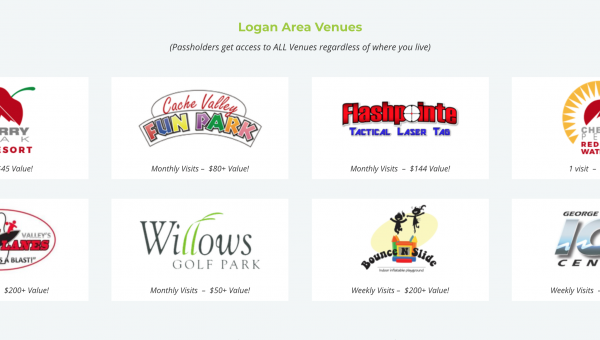 Logan Area Venues
(Passholders get access to ALL Venues regardless of where you live)
RRY
AK
ESORT
$45 Value!
Cache Valley
FUN PARK
Monthly Visits – $80+ Value!
Flashpointe
TACTICAL LASER TAG
Monthly Visits – $144 Value!
CHE
PE
RED
WAT
1 visit –
VALLEY'S
LANES
S A BLAST!"
$200+ Value!
Willows
GOLF PARK
Monthly Visits – $50+ Value!
Bounce N Slide
indoor inflatable playground
Weekly Visits – $200+ Value!
GEORGE
IC
CEN
Weekly Visits –